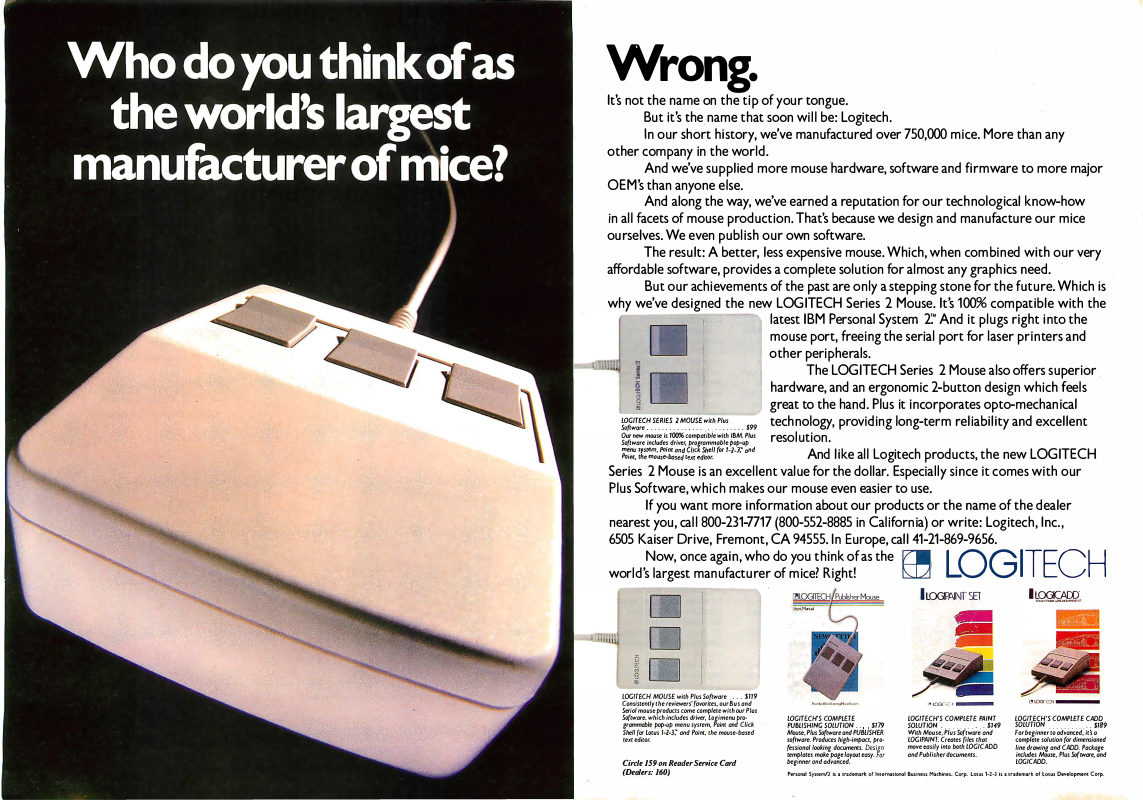 Who do you think of as
the world's largest
manufacturer of mice?
Wrong.
It's not the name on the tip of your tongue.
But it's the name that soon will be: Logitech.
In our short history, we've manufactured over 750,000 mice. More than any
other company in the world.
And we've supplied more mouse hardware, software and firmware to more major
OEM's than anyone else.
And along the way, we've earned a reputation for our technological know-how
in all facets of mouse production. That's because we design and manufacture our mice
ourselves. We even publish our own software.
The result: A better, less expensive mouse. Which, when combined with our very
affordable software, provides a complete solution for almost any graphics need.
But our achievements of the past are only a stepping stone for the future. Which is
why we've designed the new LOGITECH Series 2 Mouse. It's 100% compatible with the
latest IBM Personal System 2.™ And it plugs right into the
mouse port, freeing the serial port for laser printers and
other peripherals.
The LOGITECH Series 2 Mouse also offers superior
hardware, and an ergonomic 2-button design which feels
great to the hand. Plus it incorporates opto-mechanical
technology, providing long-term reliability and excellent
resolution.
And like all Logitech products, the new LOGITECH
Series 2 Mouse is an excellent value for the dollar. Especially since it comes with our
Plus Software, which makes our mouse even easier to use.
If you want more information about our products or the name of the dealer
nearest you, call 800-231-7717 (800-552-8885 in California) or write: Logitech, Inc.,
6505 Kaiser Drive, Fremont, CA 94555. In Europe, call 41-21-869-9656.
Now, once again, who do you think of as the
world's largest manufacturer of mice? Right!
LOGITECH Series/2
LOGITECH SERIES 2 MOUSE with Plus
Software . . . . . . . . . . . . . . . . . . . . . . . . . $99
Our new mouse is 100% compatible with IBM. Plus
Software includes driver, programmable pop-up
menu system, Point and Click Shell for 1-2-3,™ and
Point, the mouse-based text editor.
LOGITECH
LOGITECH
LOGITECH MOUSE with Plus Software . . . $119
Consistently the reviewers' favorites, our Bus and
Serial mouse products come complete with our Plus
Software, which includes driver, Logimenu pro-
grammable pop-up menu system, Point and Click
Shell for Lotus 1-2-3,™ and Point, the mouse-based
text editor.
Circle 159 on Reader Service Card
(Dealers: 160)
LOGITECH Publisher Mouse
User Manual
LOGITECH'S COMPLETE
PUBLISHING SOLUTION . . . . $179
Mouse, Plus Software and PUBLISHER
software. Produces high-impact, pro-
fessional looking documents. Design
templates make page layout easy. For
beginner and advanced.
LOGIPAINT SET
LOGITECH
LOGITECH'S COMPLETE PAINT
SOLUTION . . . . $149
With Mouse, Plus Software and
LOGIPAINT. Creates files that
move easily into both LOGICADD
and Publisher documents.
LOGICADD
LOGITECH
LOGITECH'S COMPLETE CADD
SOLUTION . . . . $189
For beginner to advanced, it's a
complete solution for dimensioned
line drawing and CADD. Package
includes Mouse, Plus Software, and
LOGICADD.
Personal System/2 is a trademark of International Business Machines, Corp. Lotus 1-2-3 is a trademark of Lotus Development Corp.